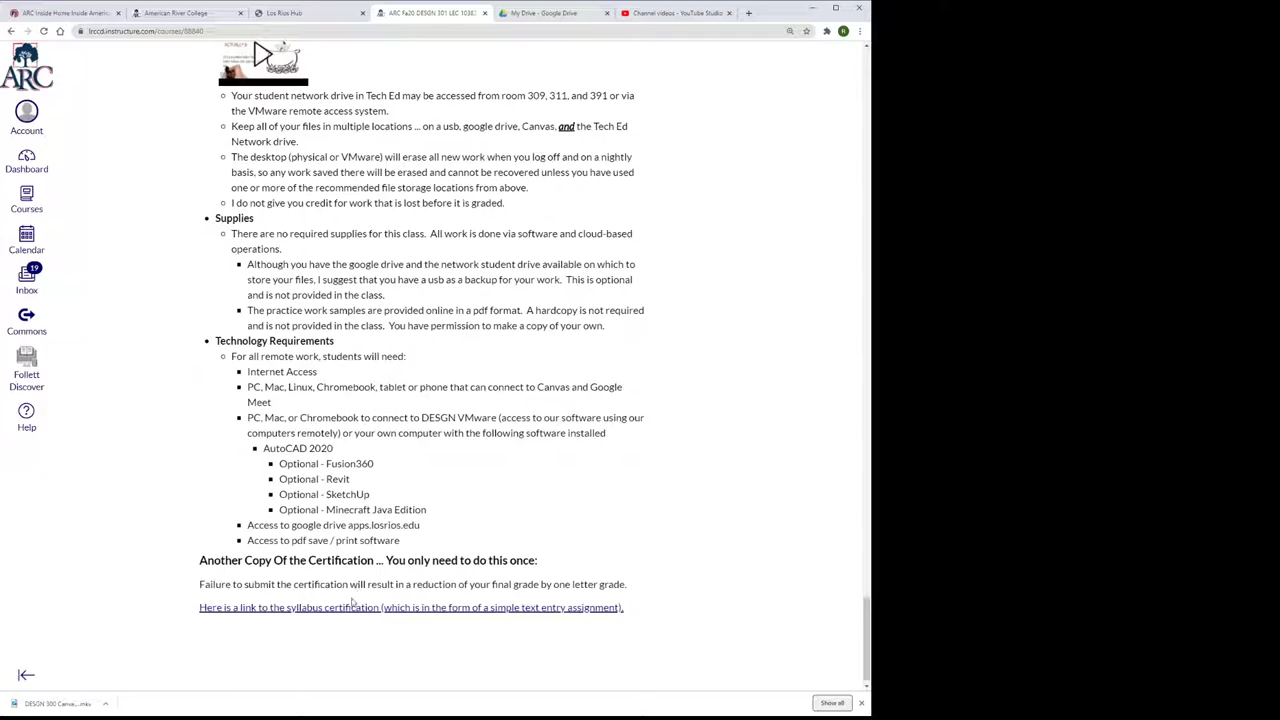 ARC Inside Home: Inside Americ
American River College
Los Rios Hub
ARC Fa20 DESGN 301 LEC 10383
My Drive - Google Drive
Channel videos - YouTube Studio
lrccd.instructure.com/courses/88840
R
ARC
Account
Dashboard
Courses
Calendar
19
Inbox
Commons
Follett
Discover
Help
Your student network drive in Tech Ed may be accessed from room 309, 311, and 391 or via
the VMware remote access system.
Keep all of your files in multiple locations ... on a usb, google drive, Canvas, and the Tech Ed
Network drive.
The desktop (physical or VMware) will erase all new work when you log off and on a nightly
basis, so any work saved there will be erased and cannot be recovered unless you have used
one or more of the recommended file storage locations from above.
I do not give you credit for work that is lost before it is graded.
Supplies
There are no required supplies for this class. All work is done via software and cloud-based
operations.
Although you have the google drive and the network student drive available on which to
store your files, I suggest that you have a usb as a backup for your work. This is optional
and is not provided in the class.
The practice work samples are provided online in a pdf format. A hardcopy is not required
and is not provided in the class. You have permission to make a copy of your own.
Technology Requirements
For all remote work, students will need:
Internet Access
PC, Mac, Linux, Chromebook, tablet or phone that can connect to Canvas and Google
Meet
PC, Mac, or Chromebook to connect to DESGN VMware (access to our software using our
computers remotely) or your own computer with the following software installed
AutoCAD 2020
Optional - Fusion360
Optional - Revit
Optional - SketchUp
Optional - Minecraft Java Edition
Access to google drive apps.losrios.edu
Access to pdf save / print software
Another Copy Of the Certification ... You only need to do this once:
Failure to submit the certification will result in a reduction of your final grade by one letter grade.
Here is a link to the syllabus certification (which is in the form of a simple text entry assignment).
DESGN 300 Canva....mkv
Show all